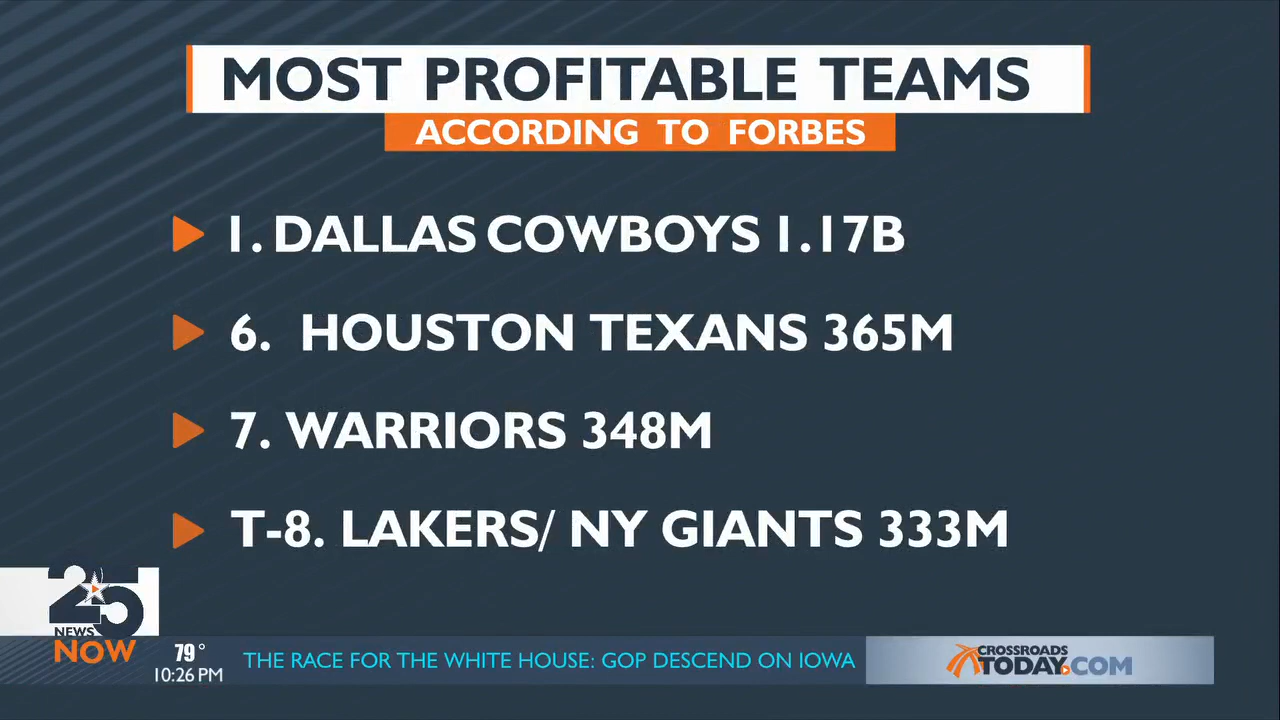 MOST PROFITABLE TEAMS
ACCORDING TO FORBES
1. DALLAS COWBOYS 1.17B
6. HOUSTON TEXANS 365M
7. WARRIORS 348M
T-8. LAKERS/ NY GIANTS 333M
25
NEWS
NOW
79°
10:26 PM
THE RACE FOR THE WHITE HOUSE: GOP DESCEND ON IOWA
CROSSROADS
TODAY.COM